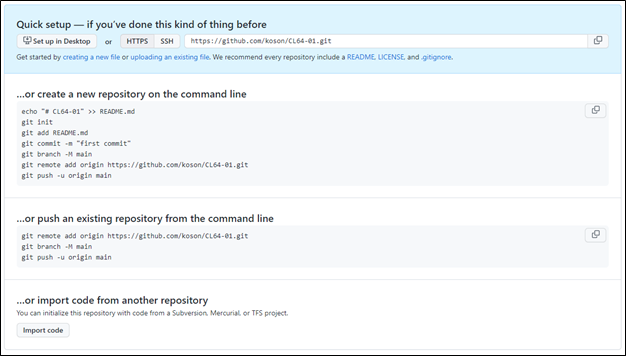 Quick setup — if you've done this kind of thing before
Set up in Desktop or HTTPS SSH https://github.com/koson/CL64-01.git
Get started by creating a new file or uploading an existing file. We recommend every repository include a README, LICENSE, and .gitignore.
...or create a new repository on the command line
echo "# CL64-01" >> README.md
git init
git add README.md
git commit -m "first commit"
git branch -M main
git remote add origin https://github.com/koson/CL64-01.git
git push -u origin main
...or push an existing repository from the command line
git remote add origin https://github.com/koson/CL64-01.git
git branch -M main
git push -u origin main
...or import code from another repository
You can initialize this repository with code from a Subversion, Mercurial, or TFS project.
Import code